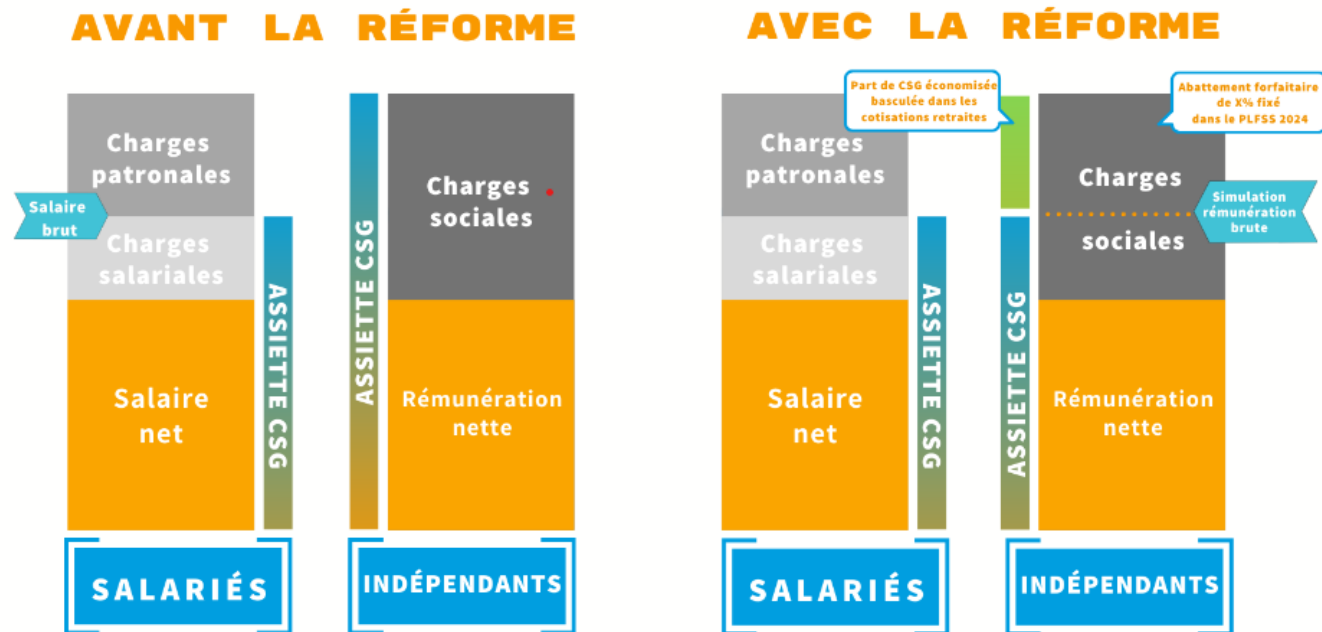 AVANT LA RÉFORME
Charges
patronales
Salaire
brut
Charges
salariales
Salaire
net
ASSIETTE CSG
SALARIÉS
ASSIETTE CSG
Charges
sociales
Rémunération
nette
INDÉPENDANTS
AVEC LA RÉFORME
Charges
patronales
Charges
salariales
Salaire
net
ASSIETTE CSG
SALARIÉS
Part de CSG économisée
basculée dans les
cotisations retraites
Abattement forfaitaire
de X% fixé
dans le PLFSS 2024
Charges
sociales
Simulation
rémunération
brute
ASSIETTE CSG
Rémunération
nette
INDÉPENDANTS